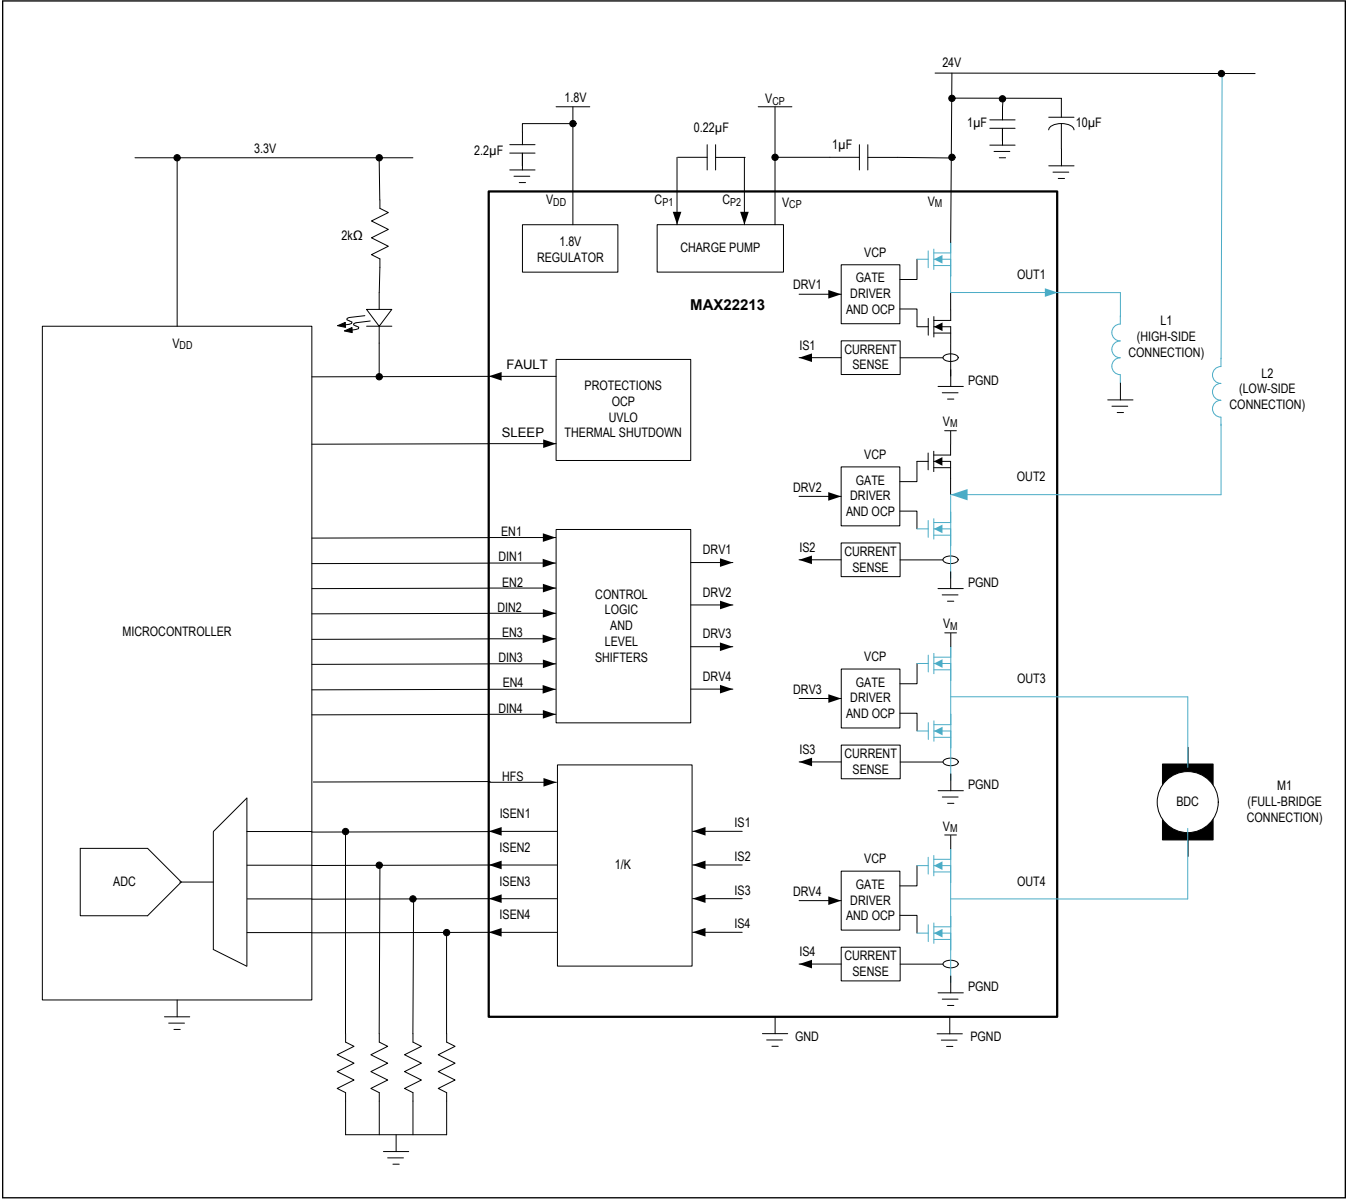 24V
1.8V
VCP
1µF
10µF
0.22µF
2.2µF
1µF
3.3V
VDD
CP1
CP2
VCP
VM
2kΩ
1.8V
REGULATOR
CHARGE PUMP
MAX22213
VCP
DRV1
GATE
DRIVER
AND OCP
OUT1
IS1
CURRENT
SENSE
PGND
L1
(HIGH-SIDE
CONNECTION)
L2
(LOW-SIDE
CONNECTION)
VDD
FAULT
SLEEP
PROTECTIONS
OCP
UVLO
THERMAL SHUTDOWN
VM
VCP
DRV2
GATE
DRIVER
AND OCP
OUT2
IS2
CURRENT
SENSE
PGND
MICROCONTROLLER
EN1
DIN1
EN2
DIN2
EN3
DIN3
EN4
DIN4
CONTROL
LOGIC
AND
LEVEL
SHIFTERS
DRV1
DRV2
DRV3
DRV4
VM
VCP
DRV3
GATE
DRIVER
AND OCP
OUT3
IS3
CURRENT
SENSE
PGND
BDC
M1
(FULL-BRIDGE
CONNECTION)
HFS
ISEN1
ISEN2
ISEN3
ISEN4
1/K
IS1
IS2
IS3
IS4
ADC
VM
VCP
DRV4
GATE
DRIVER
AND OCP
OUT4
IS4
CURRENT
SENSE
PGND
GND
PGND